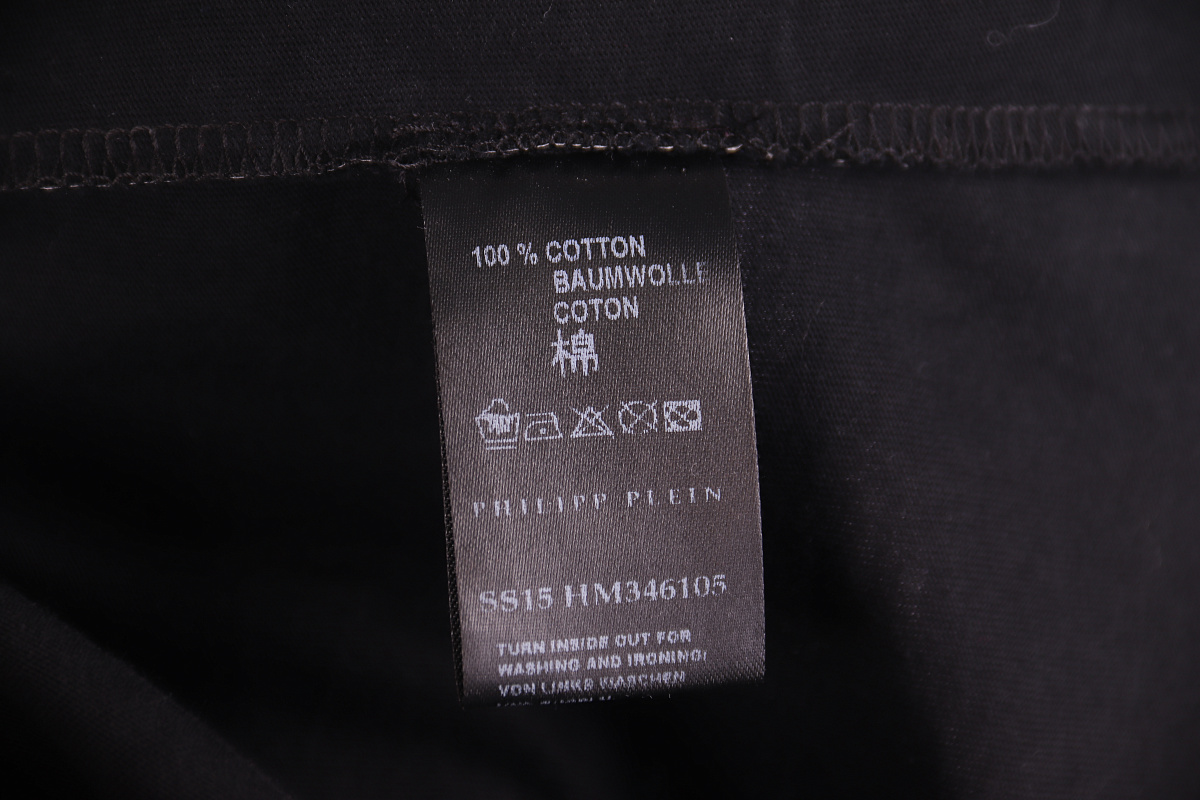 100 % COTTON
BAUMWOLLE
COTON
棉
PHILIPP PLEIN
SS15 HM346105
TURN INSIDE OUT FOR
WASHING AND IRONING/
VON LINKS WASCHEN